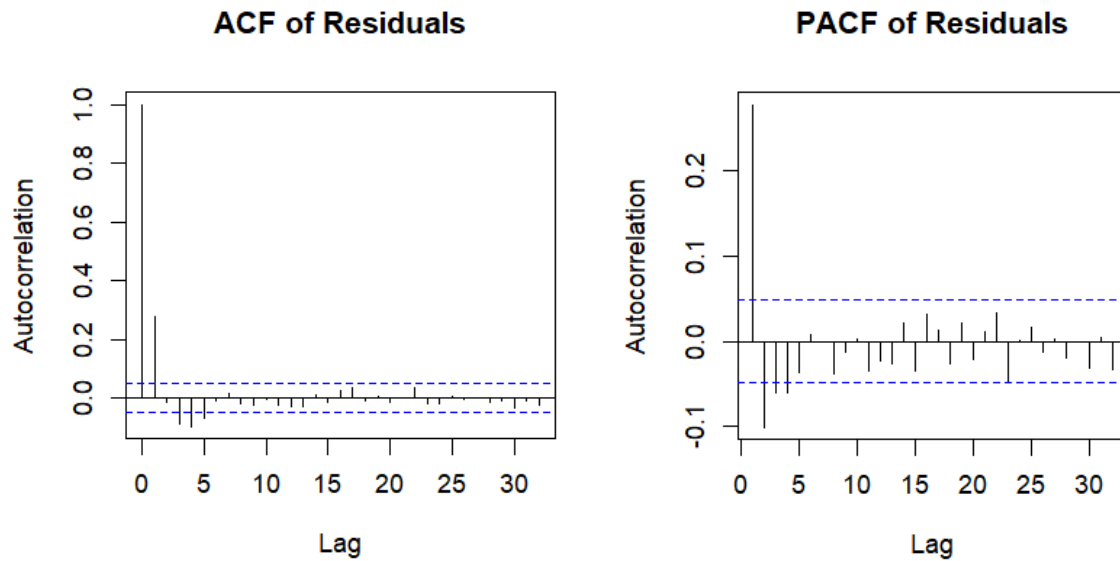 ACF of Residuals
Autocorrelation
1.0
0.8
0.6
0.4
0.2
0.0
0 5 10 15 20 25 30
Lag
PACF of Residuals
Autocorrelation
0.2
0.1
0.0
-0.1
0 5 10 15 20 25 30
Lag